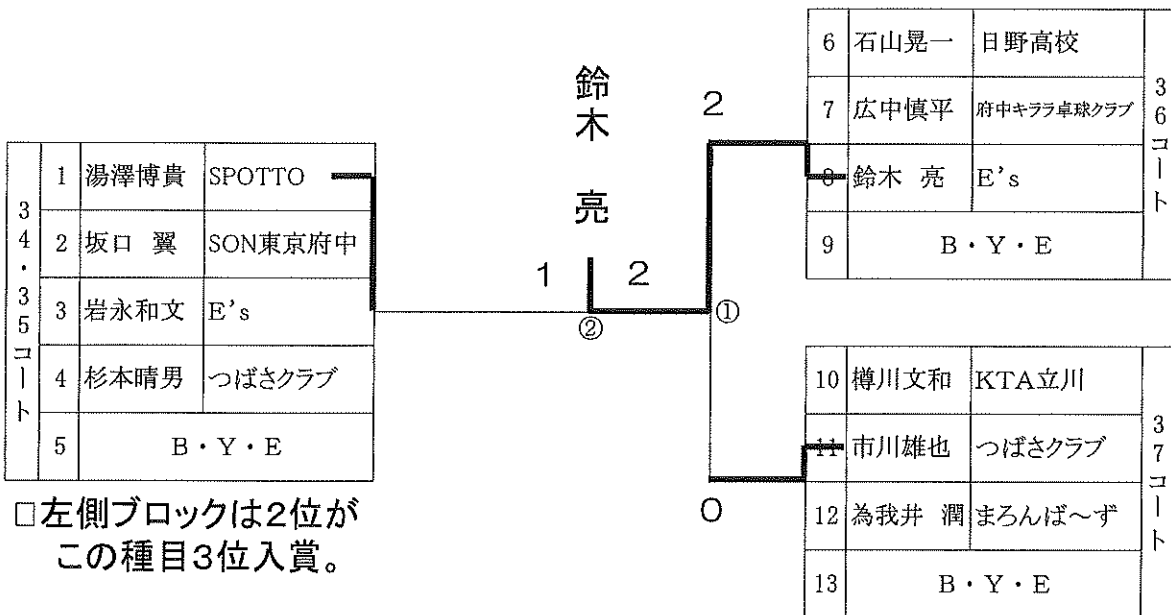 34・35コート
1 湯澤博貴 SPOTTO
2 坂口 翼 SON東京府中
3 岩永和文 E's
4 杉本晴男 つばさクラブ
5 B・Y・E
□左側ブロックは2位が
この種目3位入賞。
鈴木 亮
1 2
②
2
①
0
36コート
6 石山晃一 日野高校
7 広中慎平 府中キララ卓球クラブ
8 鈴木 亮 E's
9 B・Y・E
37コート
10 樽川文和 KTA立川
11 市川雄也 つばさクラブ
12 為我井 潤 まろんば～ず
13 B・Y・E